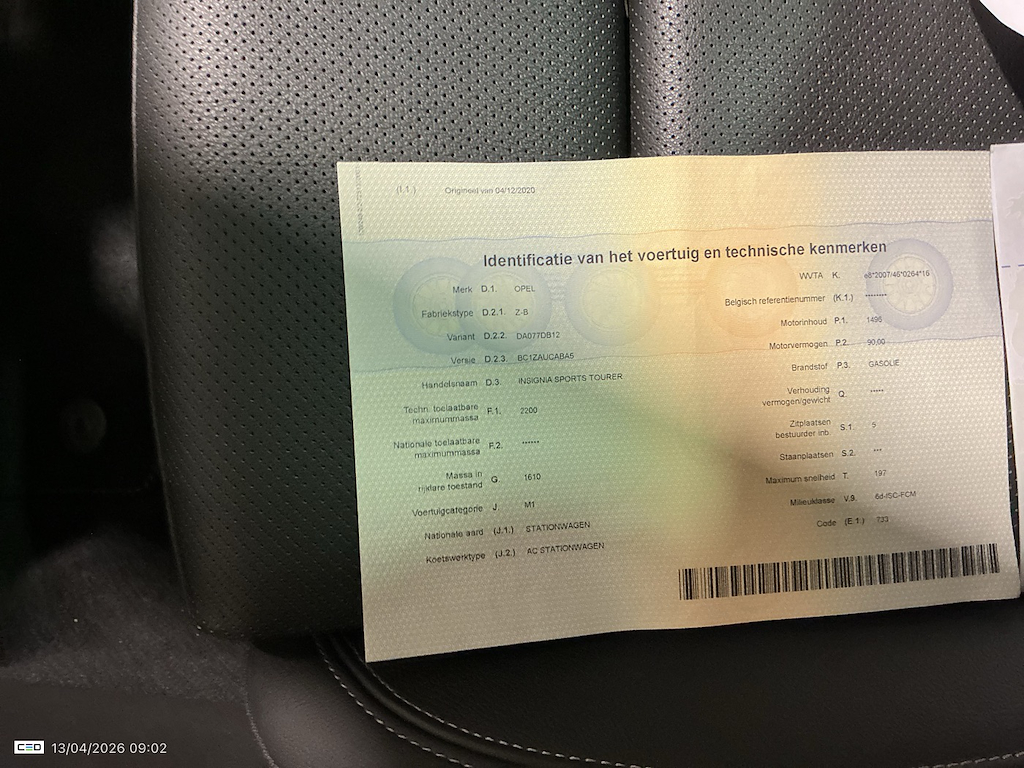 (I.1.) Origineel van 04/12/2020
Identificatie van het voertuig en technische kenmerken
Merk D.1. OPEL
Fabriekstype D.2.1. Z-B
Variant D.2.2. DA077DB12
Versie D.2.3. BC1ZAUCABA5
Handelsnaam D.3. INSIGNIA SPORTS TOURER
Techn. toelaatbare
maximummassa F.1. 2200
Nationale toelaatbare
maximummassa F.2. ******
Massa in
rijklare toestand G. 1610
Voertuigcategorie J. M1
Nationale aard (J.1.) STATIONWAGEN
Koetswerktype (J.2.) AC STATIONWAGEN
WVTA K. e8*2007/46*0264*16
Belgisch referentienummer (K.1.) ********
Motorinhoud P.1. 1496
Motorvermogen P.2. 90,00
Brandstof P.3. GASOLIE
Verhouding
vermogen/gewicht Q. *****
Zitplaatsen
bestuurder inb. S.1. 5
Staanplaatsen S.2. ***
Maximum snelheid T. 197
Milieuklasse V.9. 6d-ISC-FCM
Code (E.1.) 733
CEO 13/04/2026 09:02